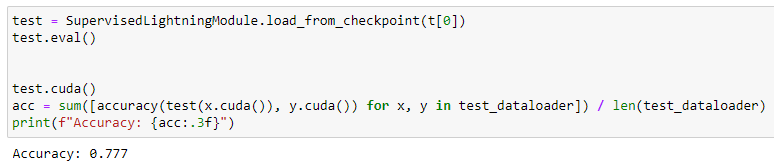 test = SupervisedLightningModule.load_from_checkpoint(t[0])
test.eval()
test.cuda()
acc = sum([accuracy(test(x.cuda()), y.cuda()) for x, y in test_dataloader]) / len(test_dataloader)
print(f"Accuracy: {acc:.3f}")
Accuracy: 0.777